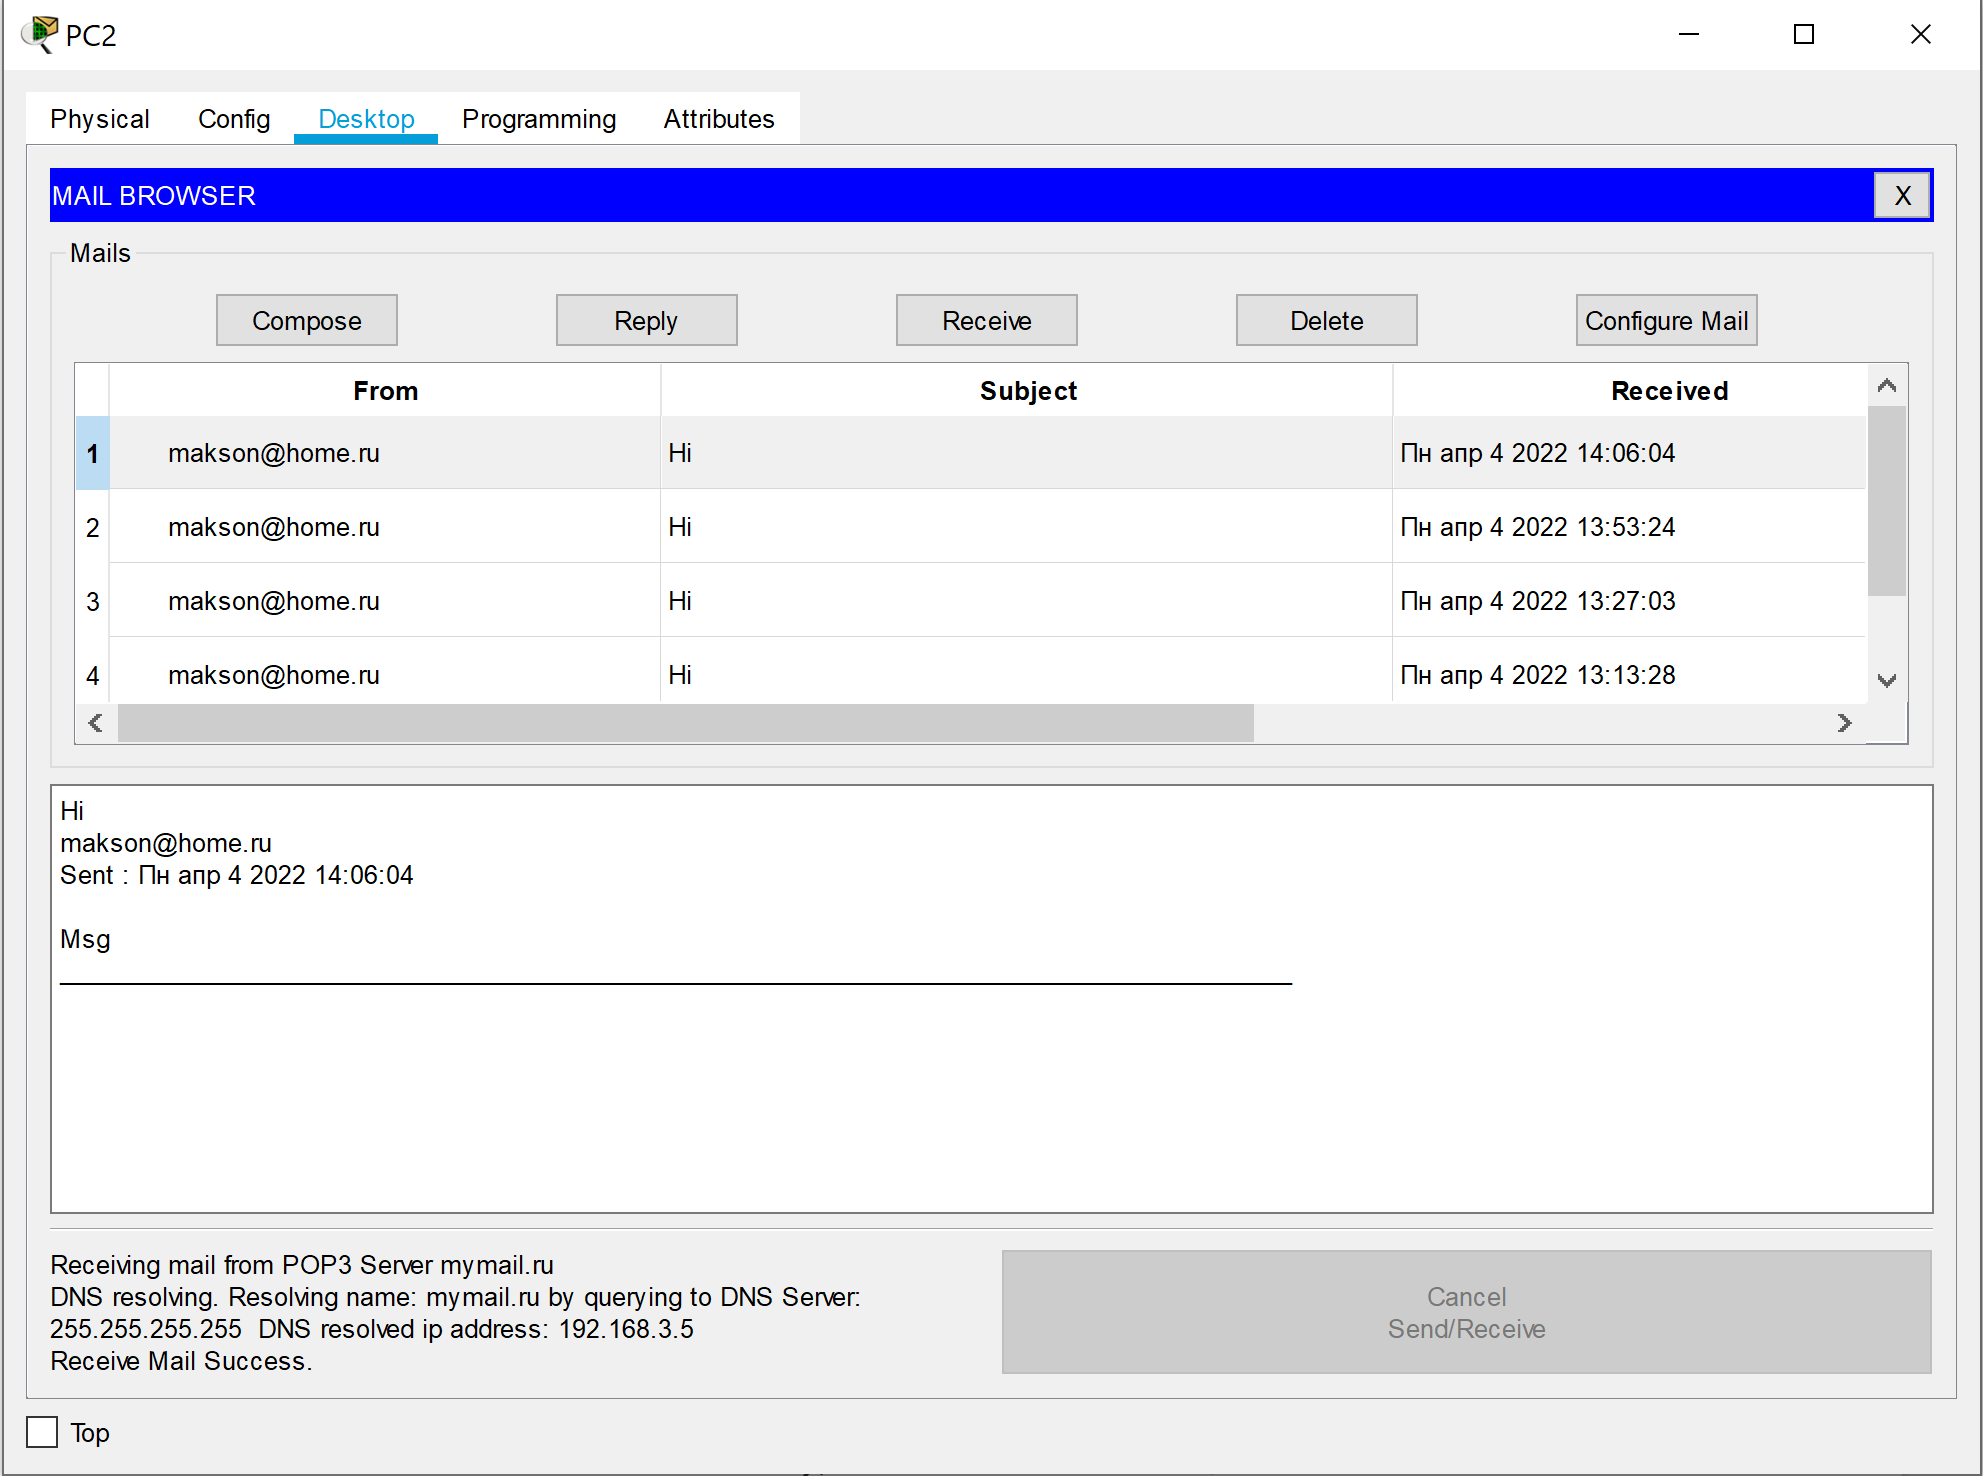 PC2
Physical Config Desktop Programming Attributes
MAIL BROWSER X
Mails
Compose Reply Receive Delete Configure Mail
From Subject Received
1 makson@home.ru Hi Пн апр 4 2022 14:06:04
2 makson@home.ru Hi Пн апр 4 2022 13:53:24
3 makson@home.ru Hi Пн апр 4 2022 13:27:03
4 makson@home.ru Hi Пн апр 4 2022 13:13:28
Hi
makson@home.ru
Sent : Пн апр 4 2022 14:06:04
Msg
Receiving mail from POP3 Server mymail.ru
DNS resolving. Resolving name: mymail.ru by querying to DNS Server:
255.255.255.255  DNS resolved ip address: 192.168.3.5
Receive Mail Success.
Cancel
Send/Receive
Top